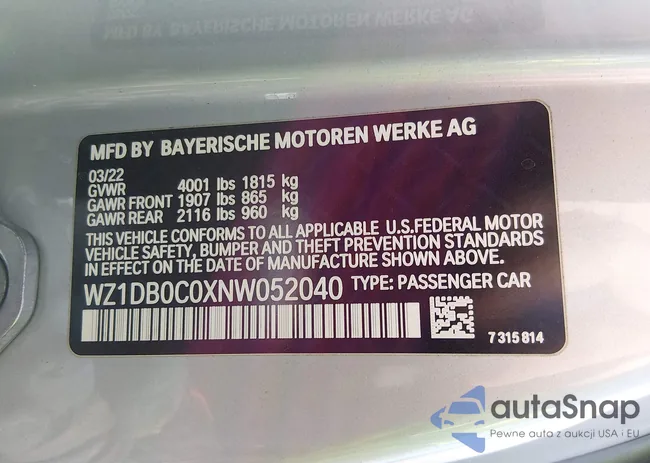 MFD BY BAYERISCHE MOTOREN WERKE AG
03/22
GVWR 4001 lbs 1815 kg
GAWR FRONT 1907 lbs 865 kg
GAWR REAR 2116 lbs 960 kg
THIS VEHICLE CONFORMS TO ALL APPLICABLE U.S.FEDERAL MOTOR
VEHICLE SAFETY, BUMPER AND THEFT PREVENTION STANDARDS
IN EFFECT ON THE DATE OF MANUFACTURE SHOWN ABOVE.
WZ1DB0C0XNW052040 TYPE: PASSENGER CAR
7 315 814
autaSnap
Pewne auta z aukcji USA i EU